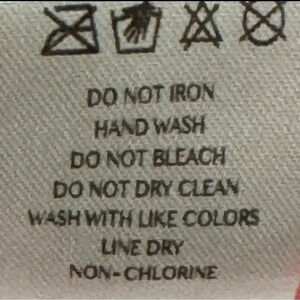 DO NOT IRON
HAND WASH
DO NOT BLEACH
DO NOT DRY CLEAN
WASH WITH LIKE COLORS
LINE DRY
NON-CHLORINE